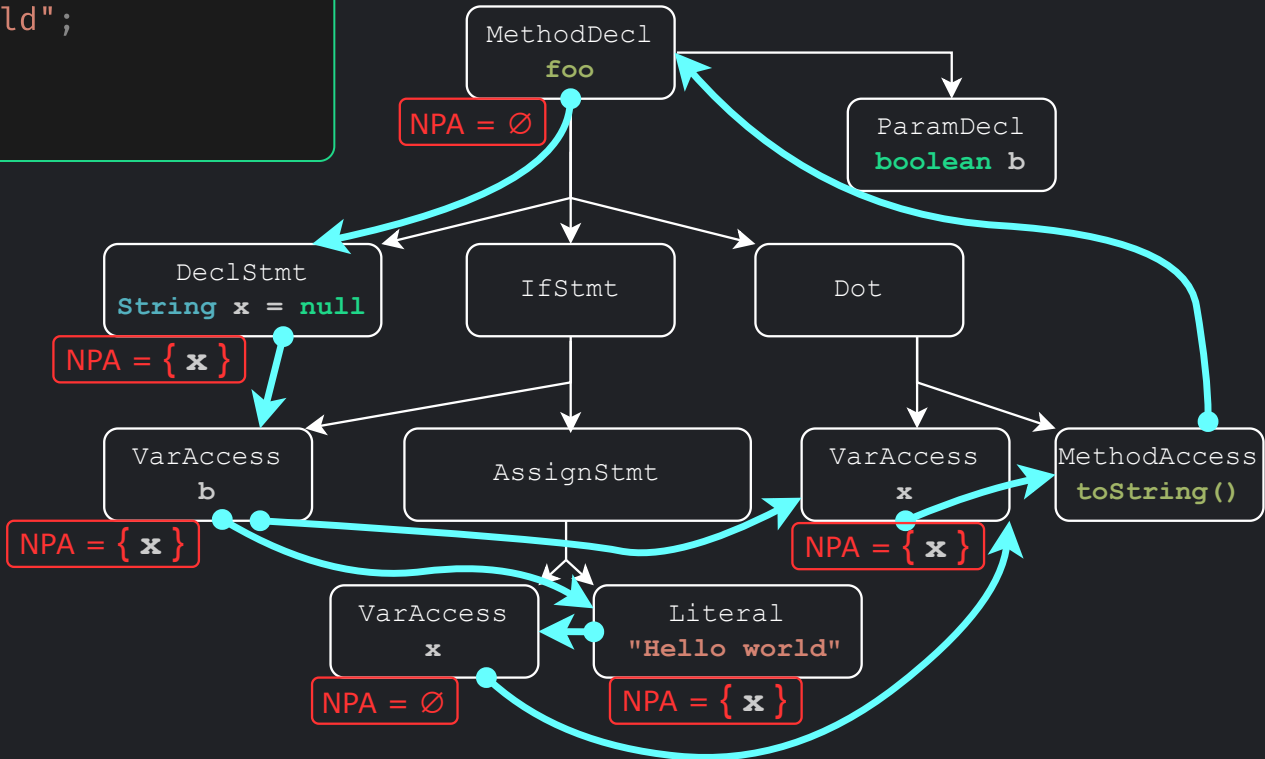 ld";
MethodDecl
foo
NPA = ∅
ParamDecl
boolean b
DeclStmt
String x = null
NPA = { x }
IfStmt
Dot
VarAccess
b
NPA = { x }
AssignStmt
VarAccess
x
NPA = { x }
MethodAccess
toString()
VarAccess
x
NPA = ∅
Literal
"Hello world"
NPA = { x }